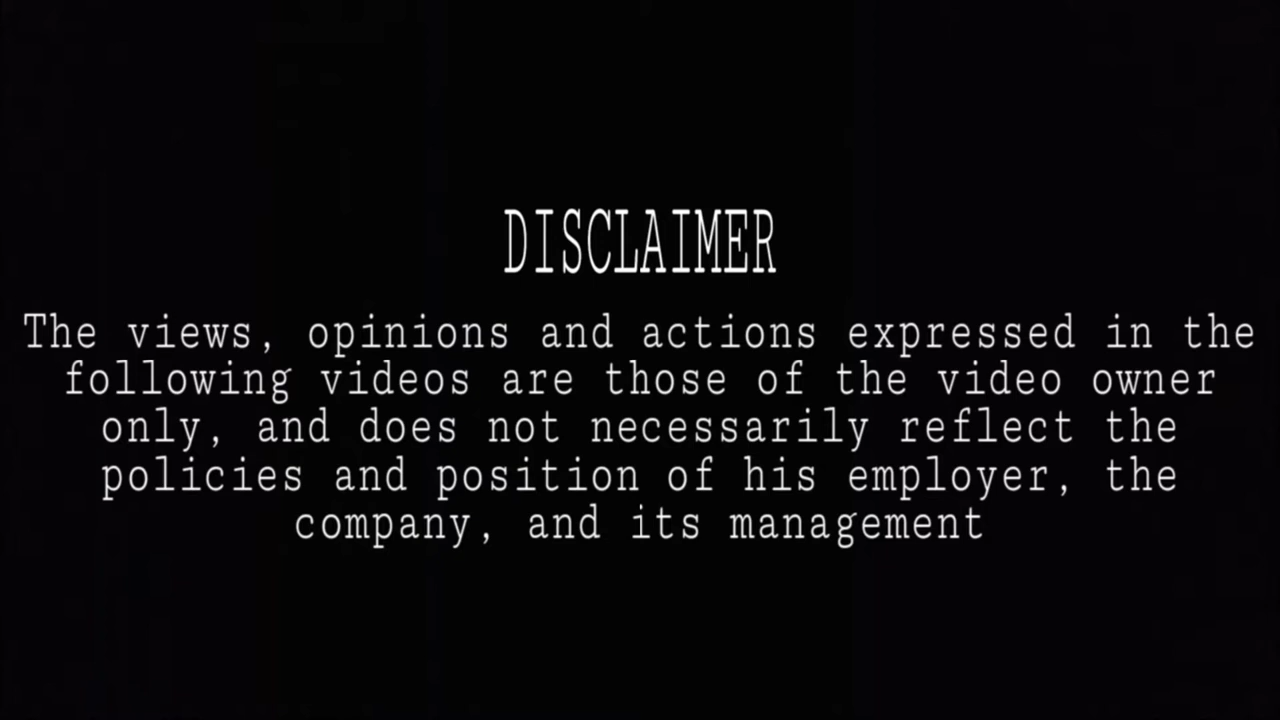 DISCLAIMER
The views, opinions and actions expressed in the
following videos are those of the video owner
only, and does not necessarily reflect the
policies and position of his employer, the
company, and its management